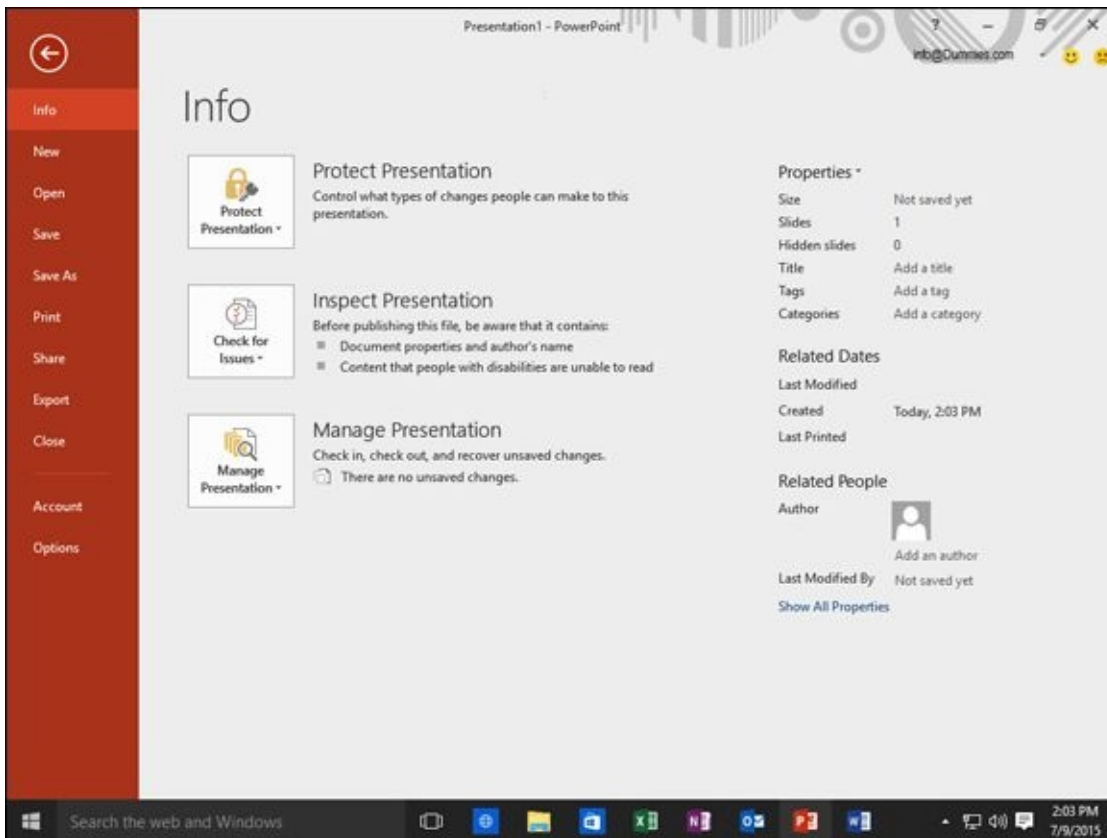 Presentation1 - PowerPoint
?
info@Dummies.com
Info
New
Open
Save
Save As
Print
Share
Export
Close
Account
Options
Info
Protect Presentation
Protect Presentation
Control what types of changes people can make to this
presentation.
Check for
Issues
Inspect Presentation
Before publishing this file, be aware that it contains:
Document properties and author's name
Content that people with disabilities are unable to read
Manage
Presentation
Manage Presentation
Check in, check out, and recover unsaved changes.
There are no unsaved changes.
Properties
Size Not saved yet
Slides 1
Hidden slides 0
Title Add a title
Tags Add a tag
Categories Add a category
Related Dates
Last Modified
Created Today, 2:03 PM
Last Printed
Related People
Author
Add an author
Last Modified By Not saved yet
Show All Properties
Search the web and Windows
2:03 PM
7/9/2015